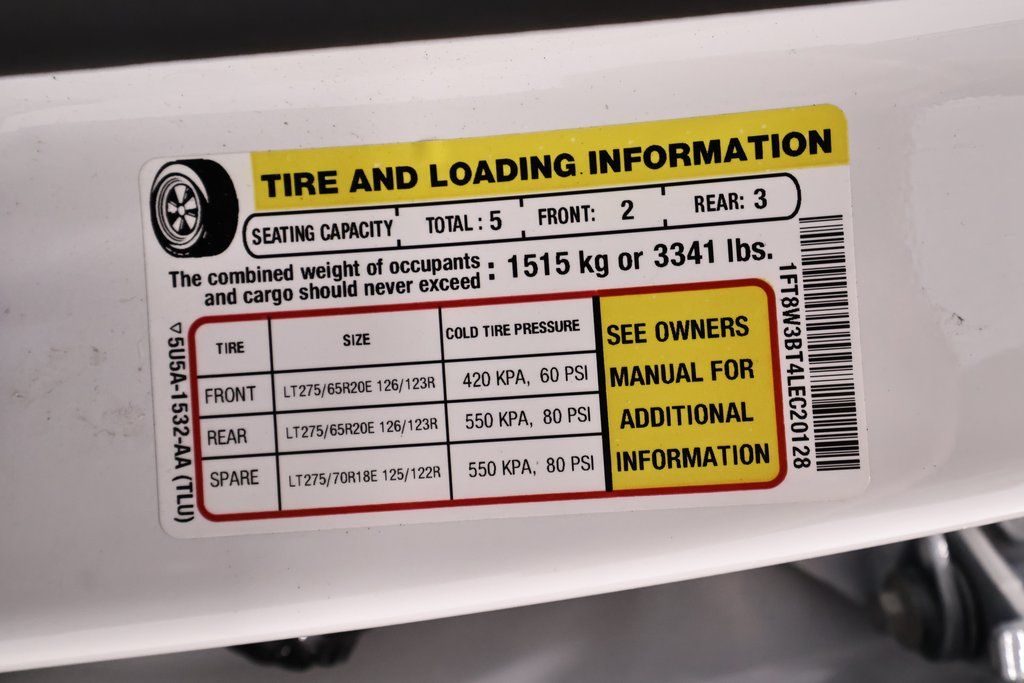 TIRE AND LOADING INFORMATION
SEATING CAPACITY TOTAL : 5 FRONT: 2 REAR: 3
The combined weight of occupants
and cargo should never exceed : 1515 kg or 3341 lbs.
TIRE SIZE COLD TIRE PRESSURE
FRONT LT275/65R20E 126/123R 420 KPA, 60 PSI
REAR LT275/65R20E 126/123R 550 KPA, 80 PSI
SPARE LT275/70R18E 125/122R 550 KPA, 80 PSI
SEE OWNERS
MANUAL FOR
ADDITIONAL
INFORMATION
▽5U5A-1532-AA (TLU)
1FT8W3BT4LEC20128